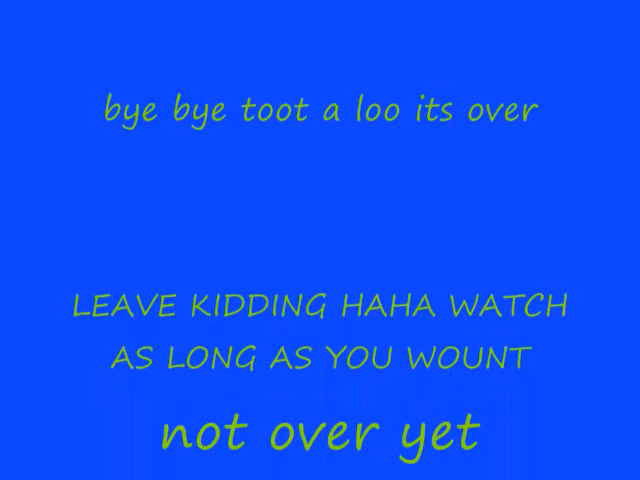 bye bye toot a loo its over
LEAVE KIDDING HAHA WATCH
AS LONG AS YOU WOUNT
not over yet